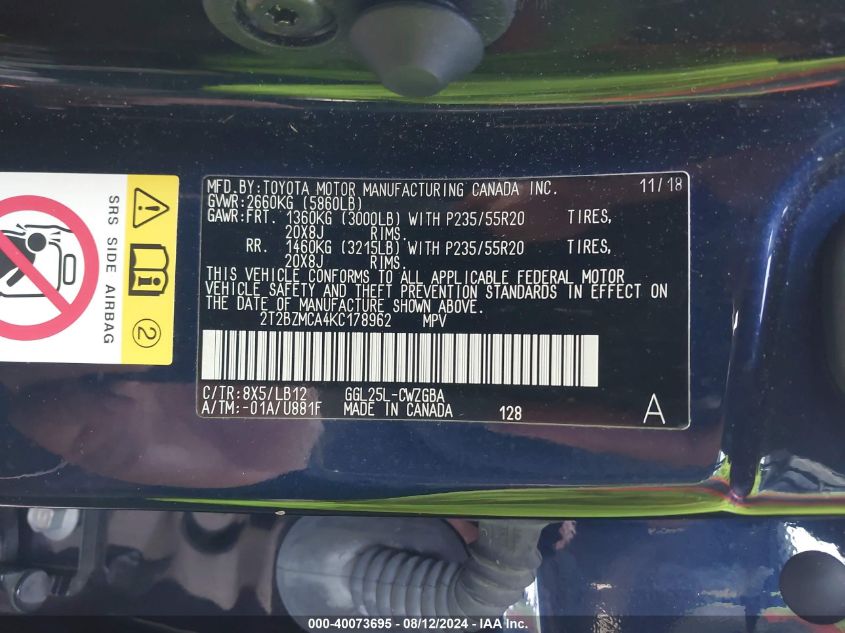 MFD.BY:TOYOTA MOTOR MANUFACTURING CANADA INC. 11/18
GVWR:2660KG (5860LB)
GAWR:FRT. 1360KG (3000LB) WITH P235/55R20 TIRES,
20X8J RIMS.
RR. 1460KG (3215LB) WITH P235/55R20 TIRES,
20X8J RIMS.
THIS VEHICLE CONFORMS TO ALL APPLICABLE FEDERAL MOTOR
VEHICLE SAFETY AND THEFT PREVENTION STANDARDS IN EFFECT ON
THE DATE OF MANUFACTURE SHOWN ABOVE.
2T2BZMCA4KC178962 MPV
C/TR:8X5/LB12 GGL25L-CWZGBA
A/TM:-01A/U881F MADE IN CANADA 128 A
SRS SIDE AIRBAG
2
000-40073695 - 08/12/2024 - IAA Inc.